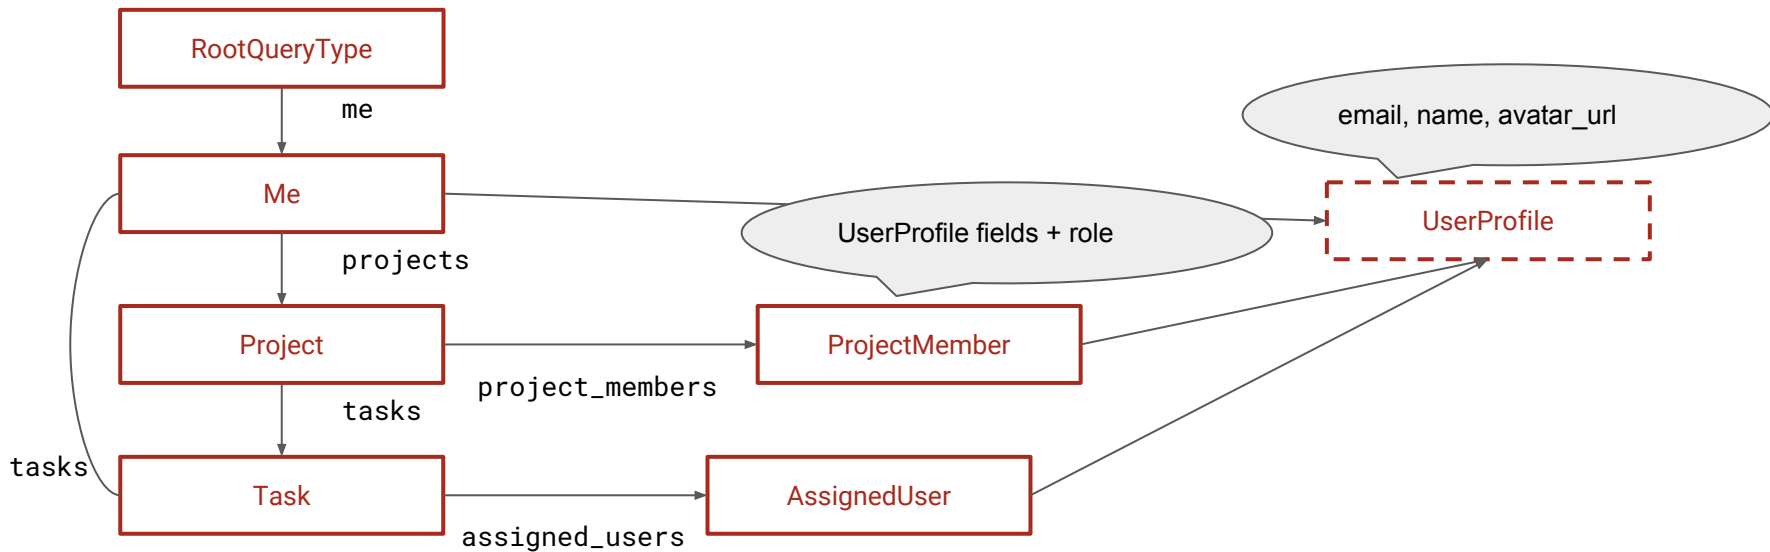 RootQueryType
me
email, name, avatar_url
Me
UserProfile
UserProfile fields + role
projects
Project
ProjectMember
project_members
tasks
tasks
Task
AssignedUser
assigned_users